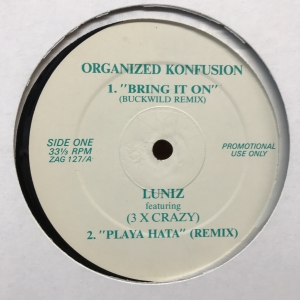 ORGANIZED KONFUSION
1. "BRING IT ON"
(BUCKWILD REMIX)
SIDE ONE
33⅓ RPM
ZAG 127/A
PROMOTIONAL
USE ONLY
LUNIZ
featuring
(3 X CRAZY)
2. "PLAYA HATA" (REMIX)